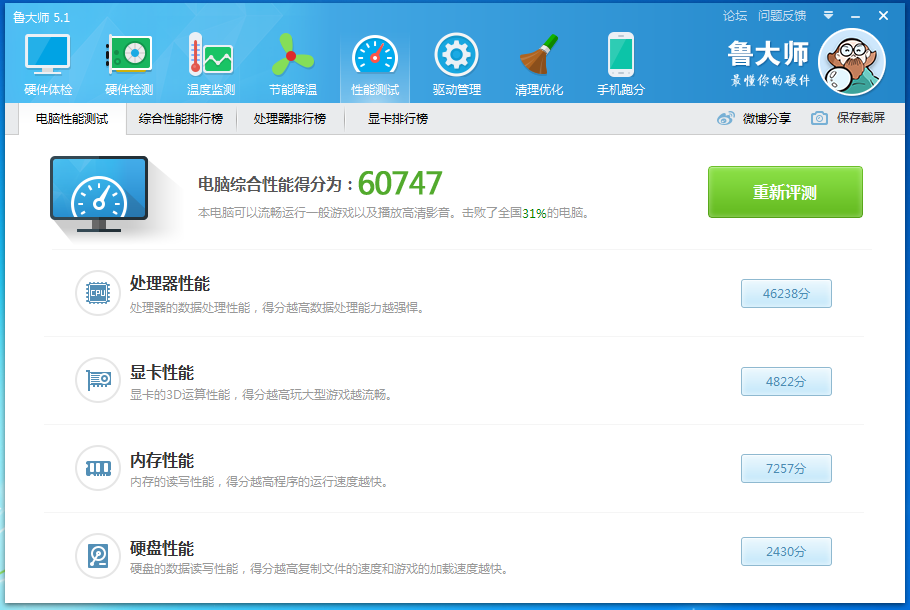 鲁大师 5.1
论坛 问题反馈
硬件体检 硬件检测 温度监测 节能降温 性能测试 驱动管理 清理优化 手机跑分
鲁大师
最懂你的硬件
电脑性能测试 综合性能排行榜 处理器排行榜 显卡排行榜 微博分享 保存截屏
电脑综合性能得分为：60747
本电脑可以流畅运行一般游戏以及播放高清影音。击败了全国31%的电脑。
重新评测
CPU
处理器性能
处理器的数据处理性能，得分越高数据处理能力越强悍。
46238分
显卡性能
显卡的3D运算性能，得分越高玩大型游戏越流畅。
4822分
内存性能
内存的读写性能，得分越高程序的运行速度越快。
7257分
硬盘性能
硬盘的数据读写性能，得分越高复制文件的速度和游戏的加载速度越快。
2430分